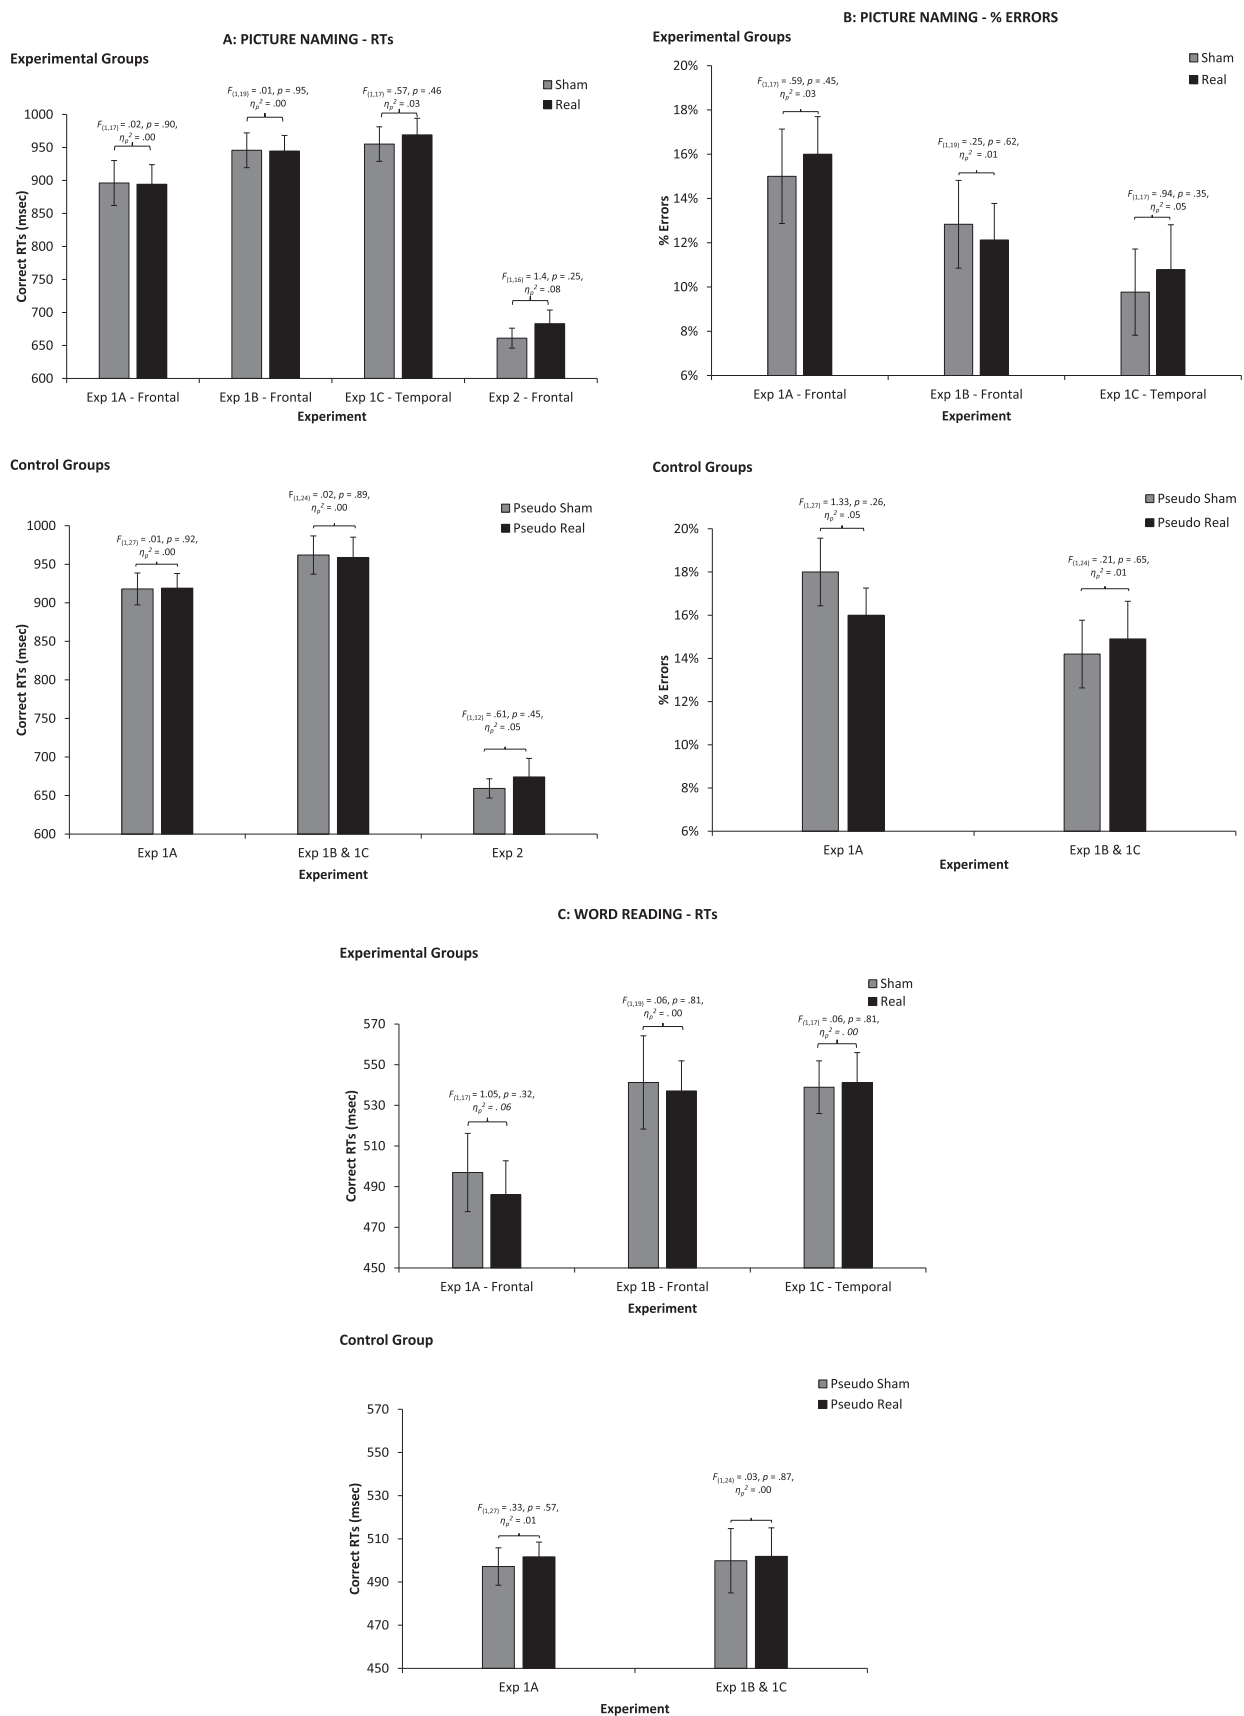 A: PICTURE NAMING - RTs
Experimental Groups
Sham
Real
F(1,17) = .02, p = .90,
ηp² = .00
F(1,19) = .01, p = .95,
ηp² = .00
F(1,17) = .57, p = .46
ηp² = .03
F(1,16) = 1.4, p = .25,
ηp² = .08
Correct RTs (msec)
1000
950
900
850
800
750
700
650
600
Exp 1A - Frontal
Exp 1B - Frontal
Exp 1C - Temporal
Exp 2 - Frontal
Experiment
Control Groups
Pseudo Sham
Pseudo Real
F(1,27) = .01, p = .92,
ηp² = .00
F(1,24) = .02, p = .89,
ηp² = .00
F(1,12) = .61, p = .45,
ηp² = .05
Correct RTs (msec)
1000
950
900
850
800
750
700
650
600
Exp 1A
Exp 1B & 1C
Exp 2
Experiment
B: PICTURE NAMING - % ERRORS
Experimental Groups
Sham
Real
F(1,17) = .59, p = .45,
ηp² = .03
F(1,19) = .25, p = .62,
ηp² = .01
F(1,17) = .94, p = .35,
ηp² = .05
% Errors
20%
18%
16%
14%
12%
10%
8%
6%
Exp 1A - Frontal
Exp 1B - Frontal
Exp 1C - Temporal
Experiment
Control Groups
Pseudo Sham
Pseudo Real
F(1,27) = 1.33, p = .26,
ηp² = .05
F(1,24) = .21, p = .65,
ηp² = .01
% Errors
20%
18%
16%
14%
12%
10%
8%
6%
Exp 1A
Exp 1B & 1C
Experiment
C: WORD READING - RTs
Experimental Groups
Sham
Real
F(1,17) = 1.05, p = .32,
ηp² = . 06
F(1,19) = .06, p = .81,
ηp² = . 00
F(1,17) = .06, p = .81,
ηp² = . 00
Correct RTs (msec)
570
550
530
510
490
470
450
Exp 1A - Frontal
Exp 1B - Frontal
Exp 1C - Temporal
Experiment
Control Group
Pseudo Sham
Pseudo Real
F(1,27) = .33, p = .57,
ηp² = .01
F(1,24) = .03, p = .87,
ηp² = .00
Correct RTs (msec)
570
550
530
510
490
470
450
Exp 1A
Exp 1B & 1C
Experiment